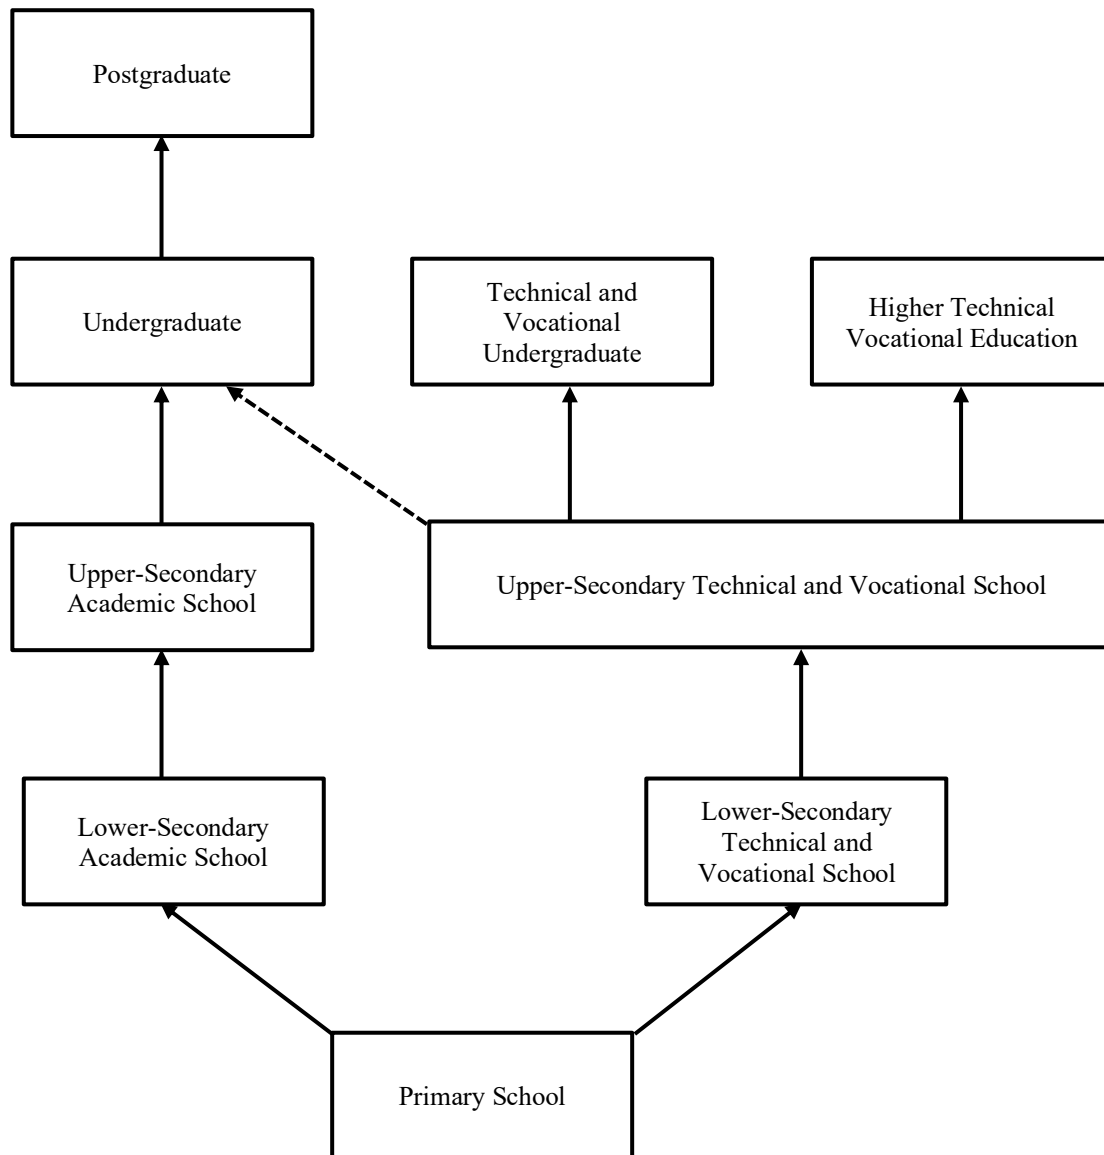 Postgraduate
Undergraduate
Technical and
Vocational
Undergraduate
Higher Technical
Vocational Education
Upper-Secondary
Academic School
Upper-Secondary Technical and Vocational School
Lower-Secondary
Academic School
Lower-Secondary
Technical and
Vocational School
Primary School